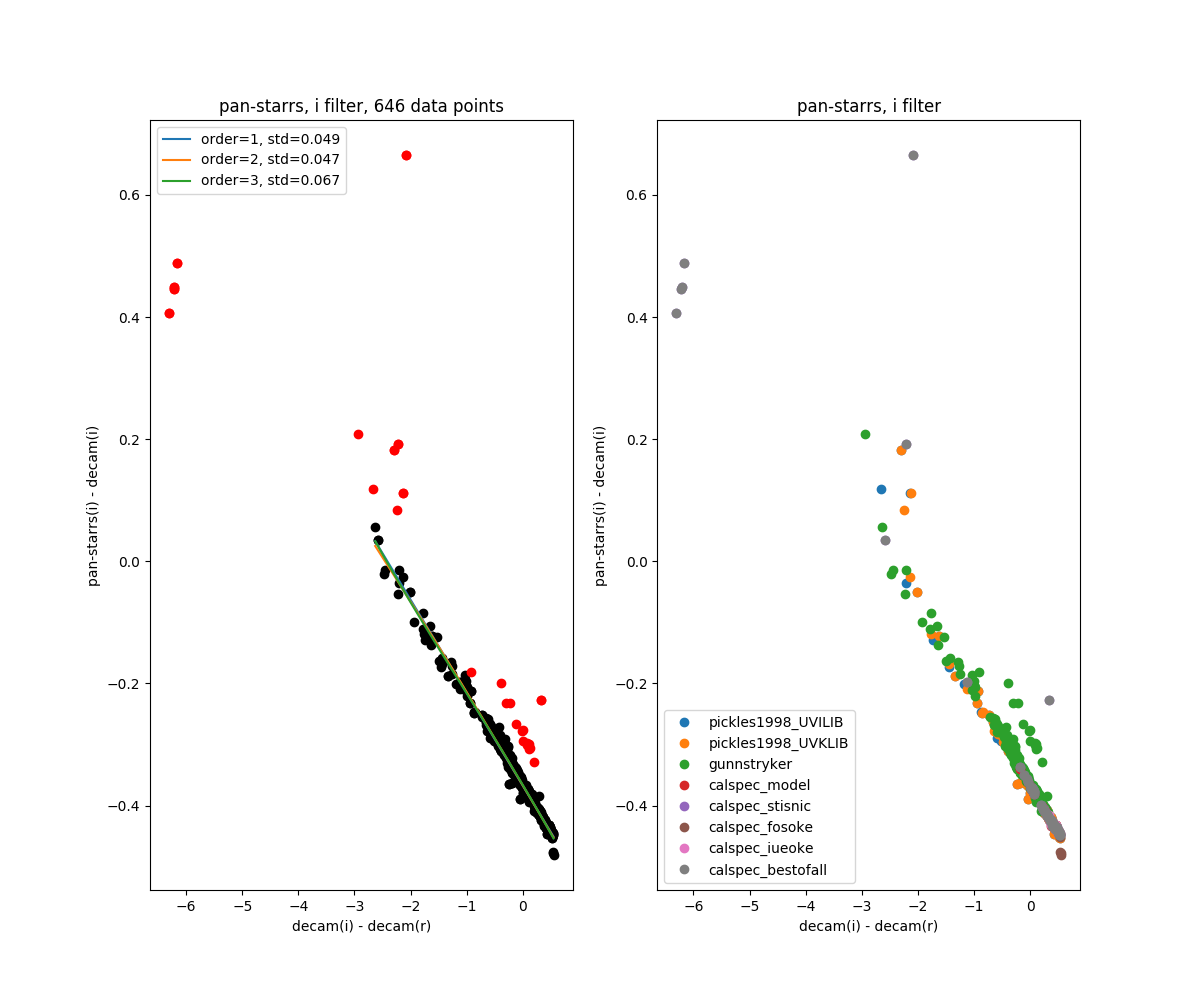 pan-starrs, i filter, 646 data points
order=1, std=0.049
order=2, std=0.047
order=3, std=0.067
0.6
0.4
0.2
0.0
−0.2
−0.4
pan-starrs(i) - decam(i)
−6
−5
−4
−3
−2
−1
0
decam(i) - decam(r)
pan-starrs, i filter
0.6
0.4
0.2
0.0
−0.2
−0.4
pan-starrs(i) - decam(i)
pickles1998_UVILIB
pickles1998_UVKLIB
gunnstryker
calspec_model
calspec_stisnic
calspec_fosoke
calspec_iueoke
calspec_bestofall
−6
−5
−4
−3
−2
−1
0
decam(i) - decam(r)